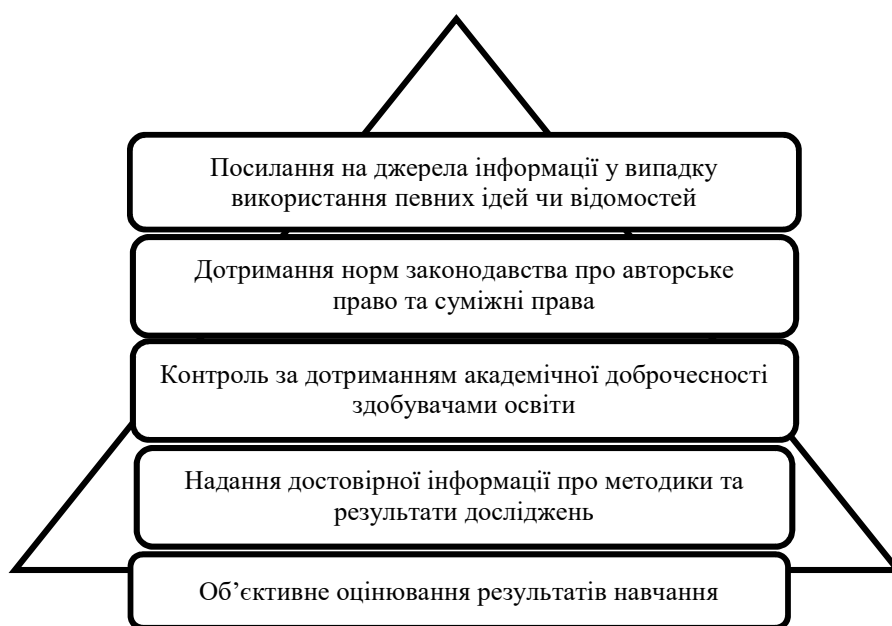 Посилання на джерела інформації у випадку
використання певних ідей чи відомостей
Дотримання норм законодавства про авторське
право та суміжні права
Контроль за дотриманням академічної доброчесності
здобувачами освіти
Надання достовірної інформації про методики та
результати досліджень
Об’єктивне оцінювання результатів навчання